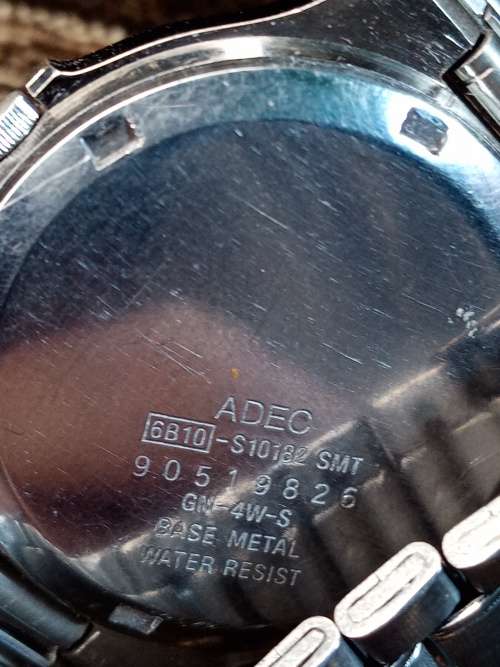 ADEC
6B10-S10182 SMT
90519826
GN-4W-S
BASE METAL
WATER RESIST